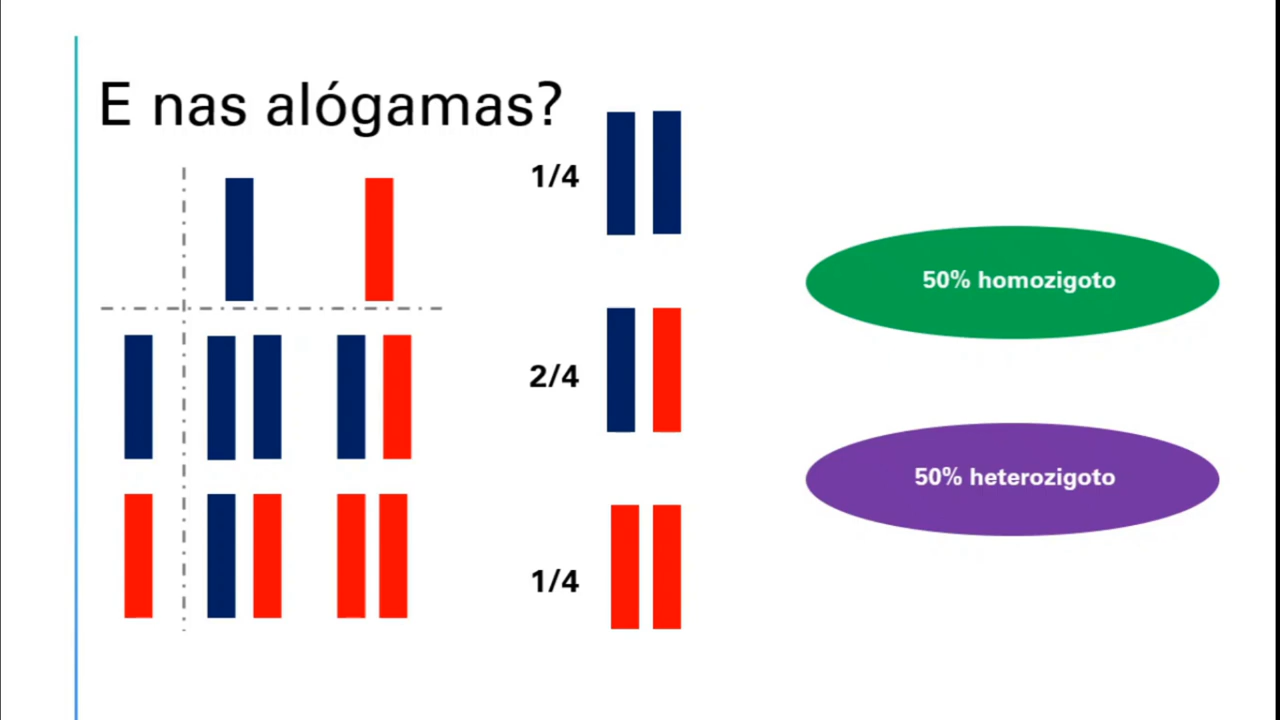 E nas alógamas?
1/4
2/4
1/4
50% homozigoto
50% heterozigoto